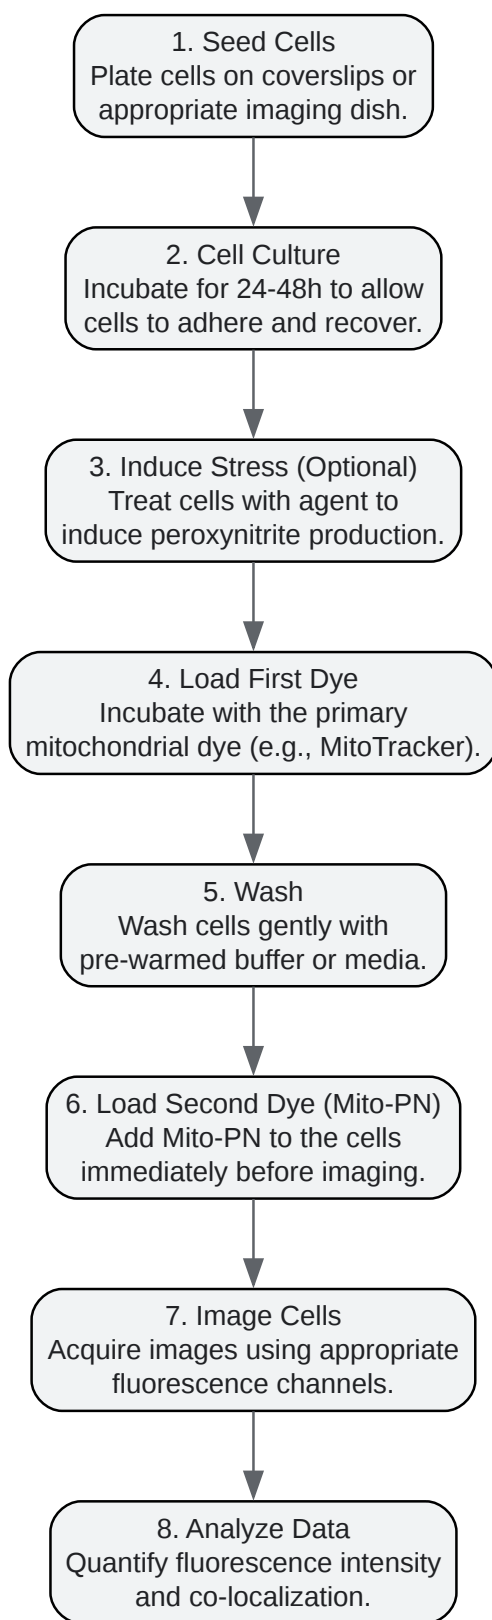 1. Seed Cells
Plate cells on coverslips or
appropriate imaging dish.
2. Cell Culture
Incubate for 24-48h to allow
cells to adhere and recover.
3. Induce Stress (Optional)
Treat cells with agent to
induce peroxynitrite production.
4. Load First Dye
Incubate with the primary
mitochondrial dye (e.g., MitoTracker).
5. Wash
Wash cells gently with
pre-warmed buffer or media.
6. Load Second Dye (Mito-PN)
Add Mito-PN to the cells
immediately before imaging.
7. Image Cells
Acquire images using appropriate
fluorescence channels.
8. Analyze Data
Quantify fluorescence intensity
and co-localization.